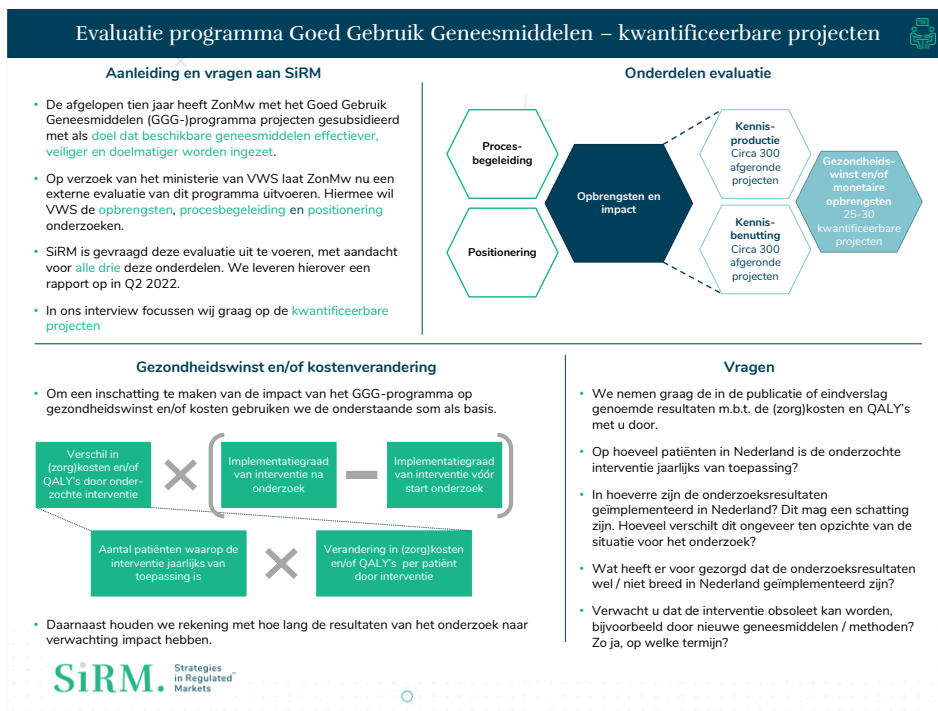 Evaluatie programma Goed Gebruik Geneesmiddelen – kwantificeerbare projecten
Aanleiding en vragen aan SiRM
• De afgelopen tien jaar heeft ZonMw met het Goed Gebruik
Geneesmiddelen (GGG-)programma projecten gesubsidieerd
met als doel dat beschikbare geneesmiddelen effectiever,
veiliger en doelmatiger worden ingezet.
• Op verzoek van het ministerie van VWS laat ZonMw nu een
externe evaluatie van dit programma uitvoeren. Hiermee wil
VWS de opbrengsten, procesbegeleiding en positionering
onderzoeken.
• SiRM is gevraagd deze evaluatie uit te voeren, met aandacht
voor alle drie deze onderdelen. We leveren hierover een
rapport op in Q2 2022.
• In ons interview focussen wij graag op de kwantificeerbare
projecten
Onderdelen evaluatie
Proces-
begeleiding
Positionering
Opbrengsten en
impact
Kennis-
productie
Circa 300
afgeronde
projecten
Kennis-
benutting
Circa 300
afgeronde
projecten
Gezondheids-
winst en/of
monetaire
opbrengsten
25-30
kwantificeerbare
projecten
Gezondheidswinst en/of kostenverandering
• Om een inschatting te maken van de impact van het GGG-programma op
gezondheidswinst en/of kosten gebruiken we de onderstaande som als basis.
Verschil in
(zorg)kosten en/of
QALY's door onder-
zochte interventie
Implementatiegraad
van interventie na
onderzoek
Implementatiegraad
van interventie vóór
start onderzoek
Aantal patiënten waarop de
interventie jaarlijks van
toepassing is
Verandering in (zorg)kosten
en/of QALY's per patiënt
door interventie
• Daarnaast houden we rekening met hoe lang de resultaten van het onderzoek naar
verwachting impact hebben.
Vragen
• We nemen graag de in de publicatie of eindverslag
genoemde resultaten m.b.t. de (zorg)kosten en QALY's
met u door.
• Op hoeveel patiënten in Nederland is de onderzochte
interventie jaarlijks van toepassing?
• In hoeverre zijn de onderzoeksresultaten
geïmplementeerd in Nederland? Dit mag een schatting
zijn. Hoeveel verschilt dit ongeveer ten opzichte van de
situatie voor het onderzoek?
• Wat heeft er voor gezorgd dat de onderzoeksresultaten
wel / niet breed in Nederland geïmplementeerd zijn?
• Verwacht u dat de interventie obsoleet kan worden,
bijvoorbeeld door nieuwe geneesmiddelen / methoden?
Zo ja, op welke termijn?
SiRM.
Strategies
in Regulated
Markets